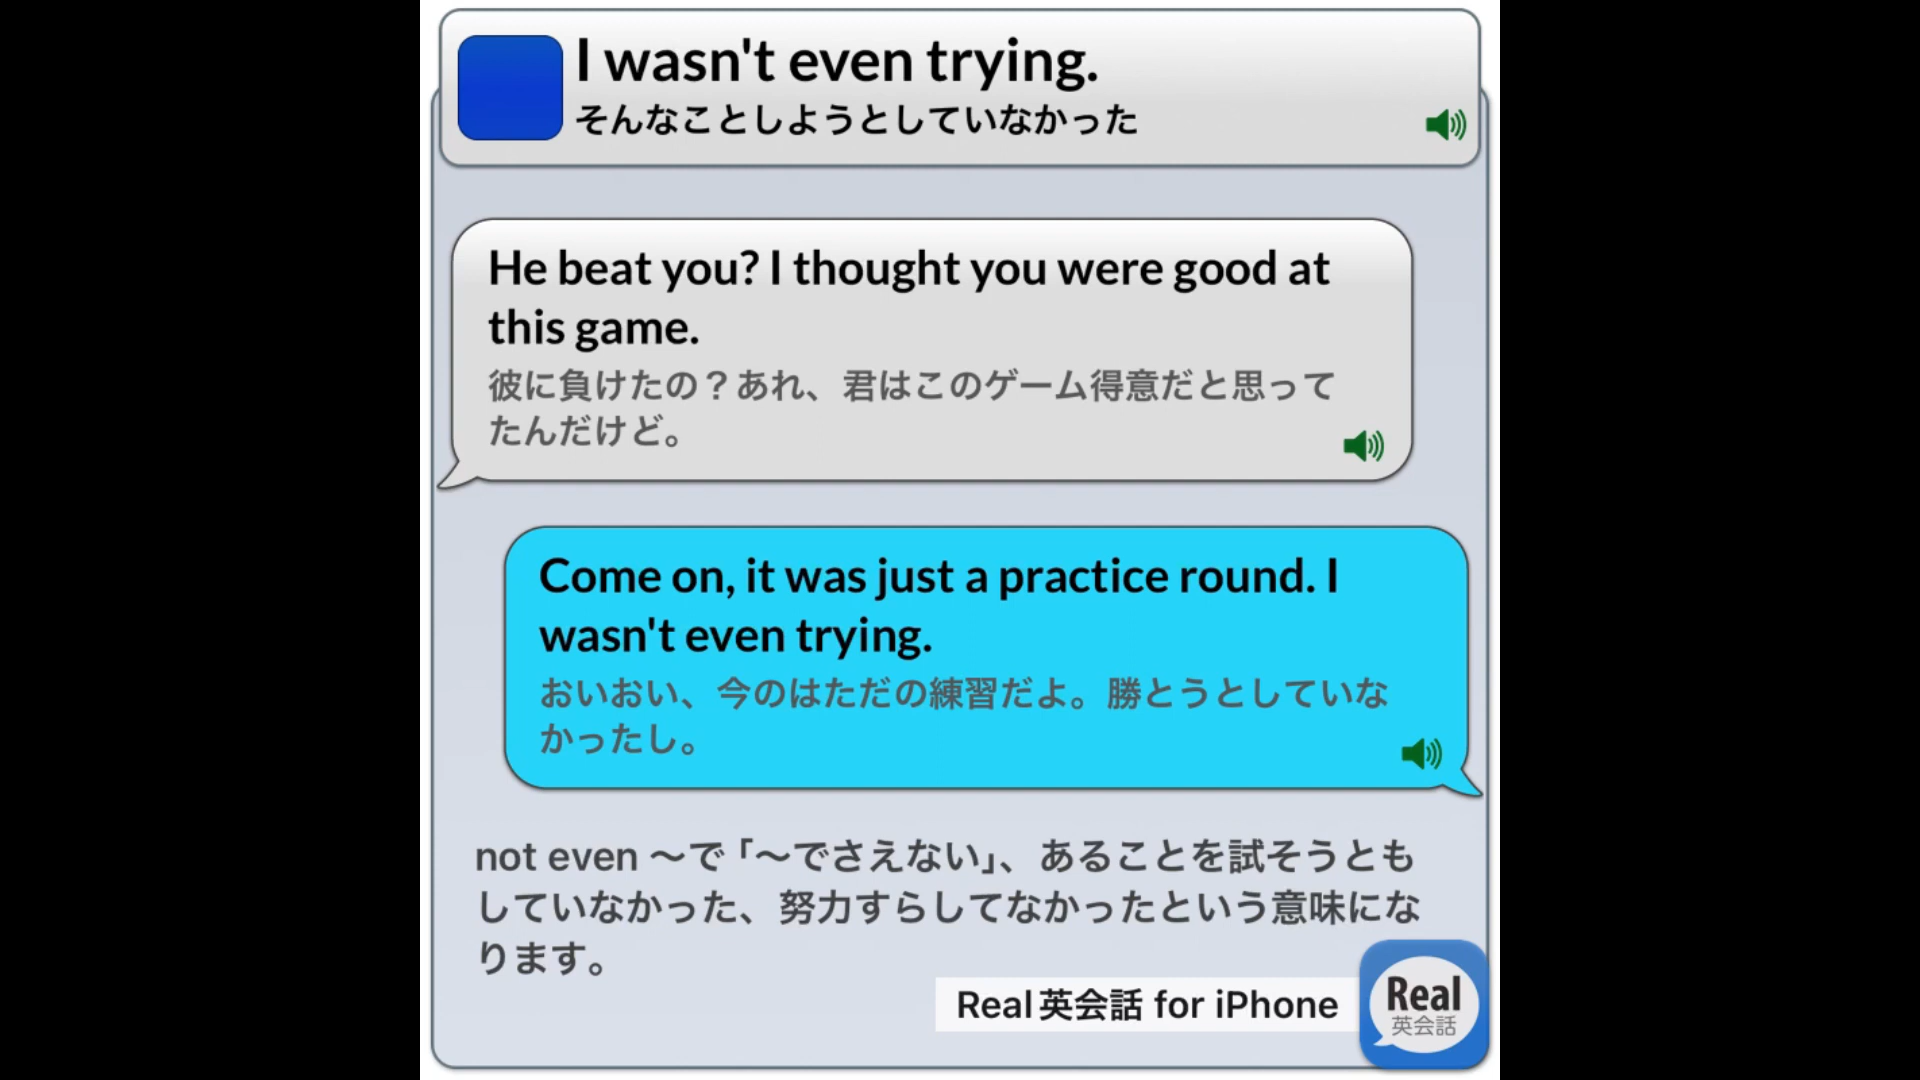 I wasn't even trying.
そんなことしようとしていなかった
He beat you? I thought you were good at
this game.
彼に負けたの？あれ、君はこのゲーム得意だと思って
たんだけど。
Come on, it was just a practice round. I
wasn't even trying.
おいおい、今のはただの練習だよ。勝とうとしていな
かったし。
not even 〜で「〜でさえない」、あることを試そうとも
していなかった、努力すらしてなかったという意味にな
ります。
Real英会話 for iPhone
Real
英会話